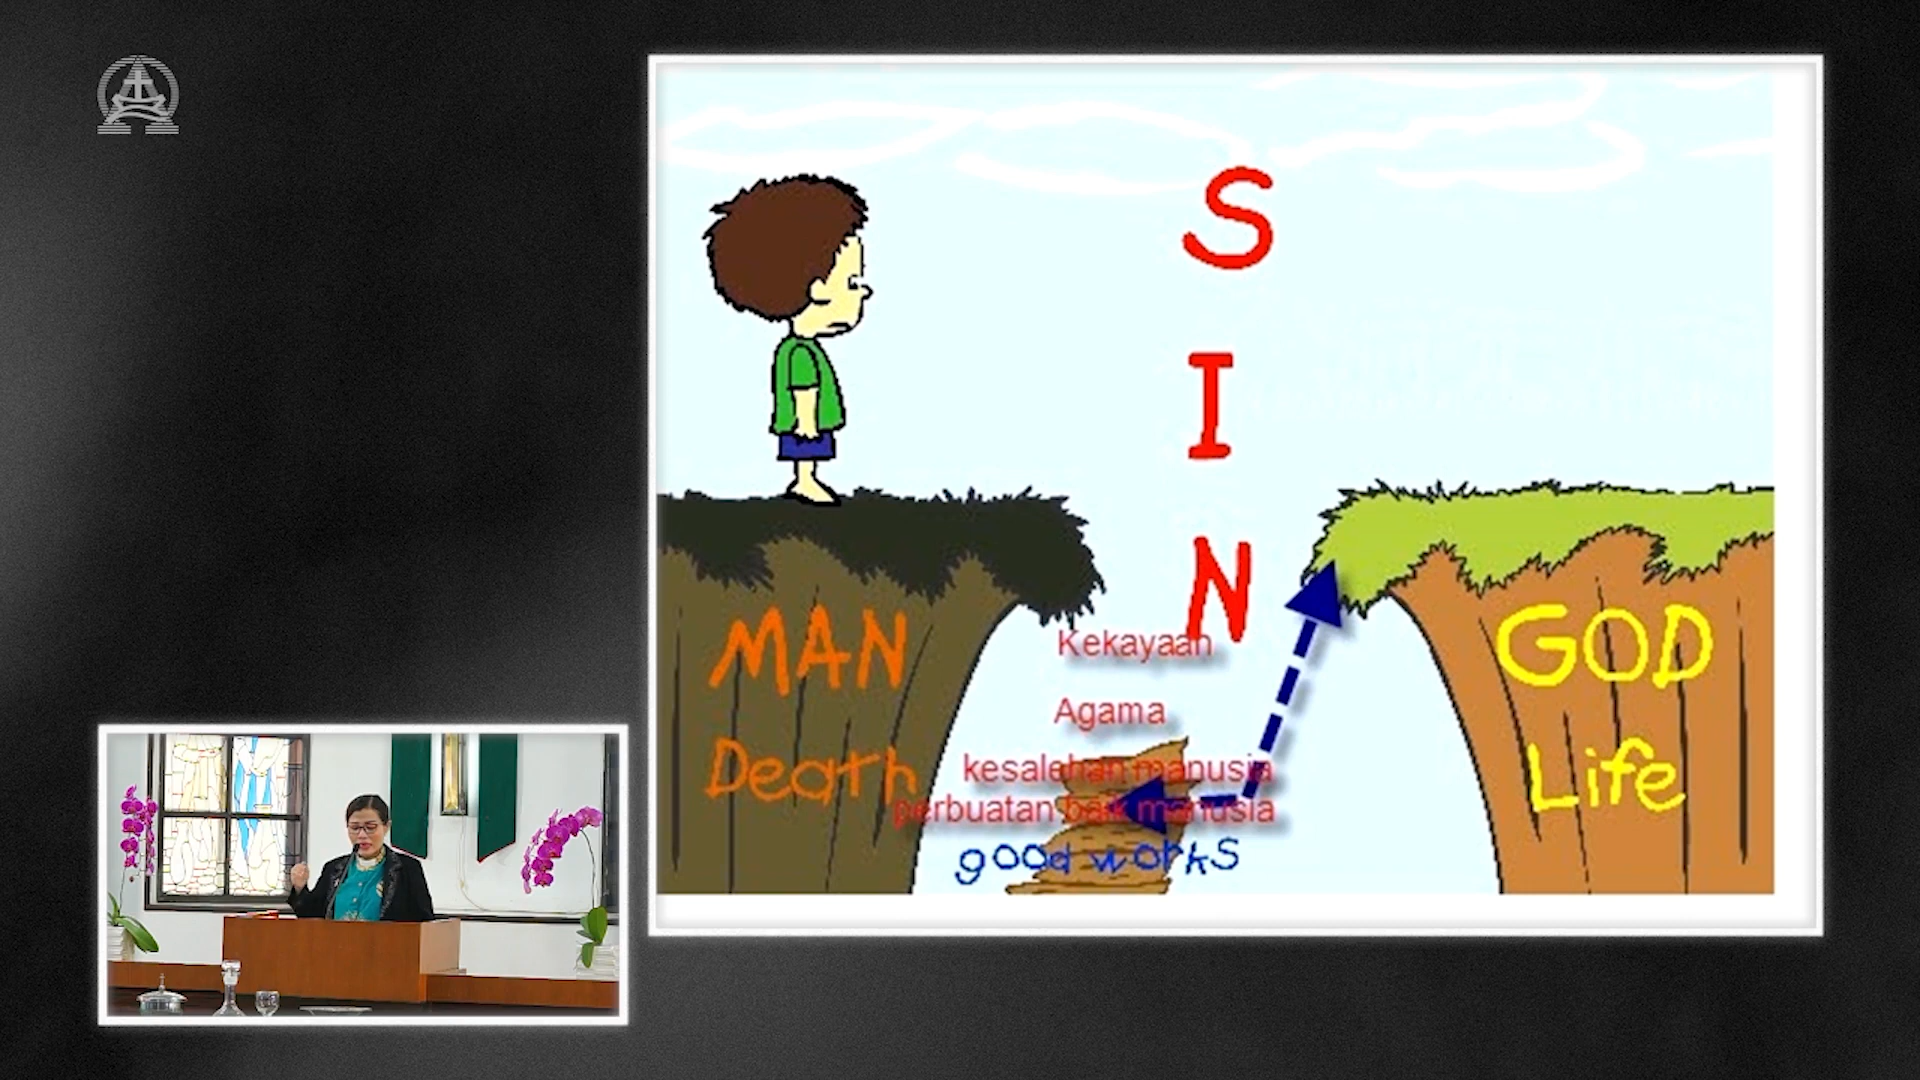 S
I
N
MAN
Death
GOD
Life
Kekayaan
Agama
kesalehan manusia
perbuatan baik manusia
good works